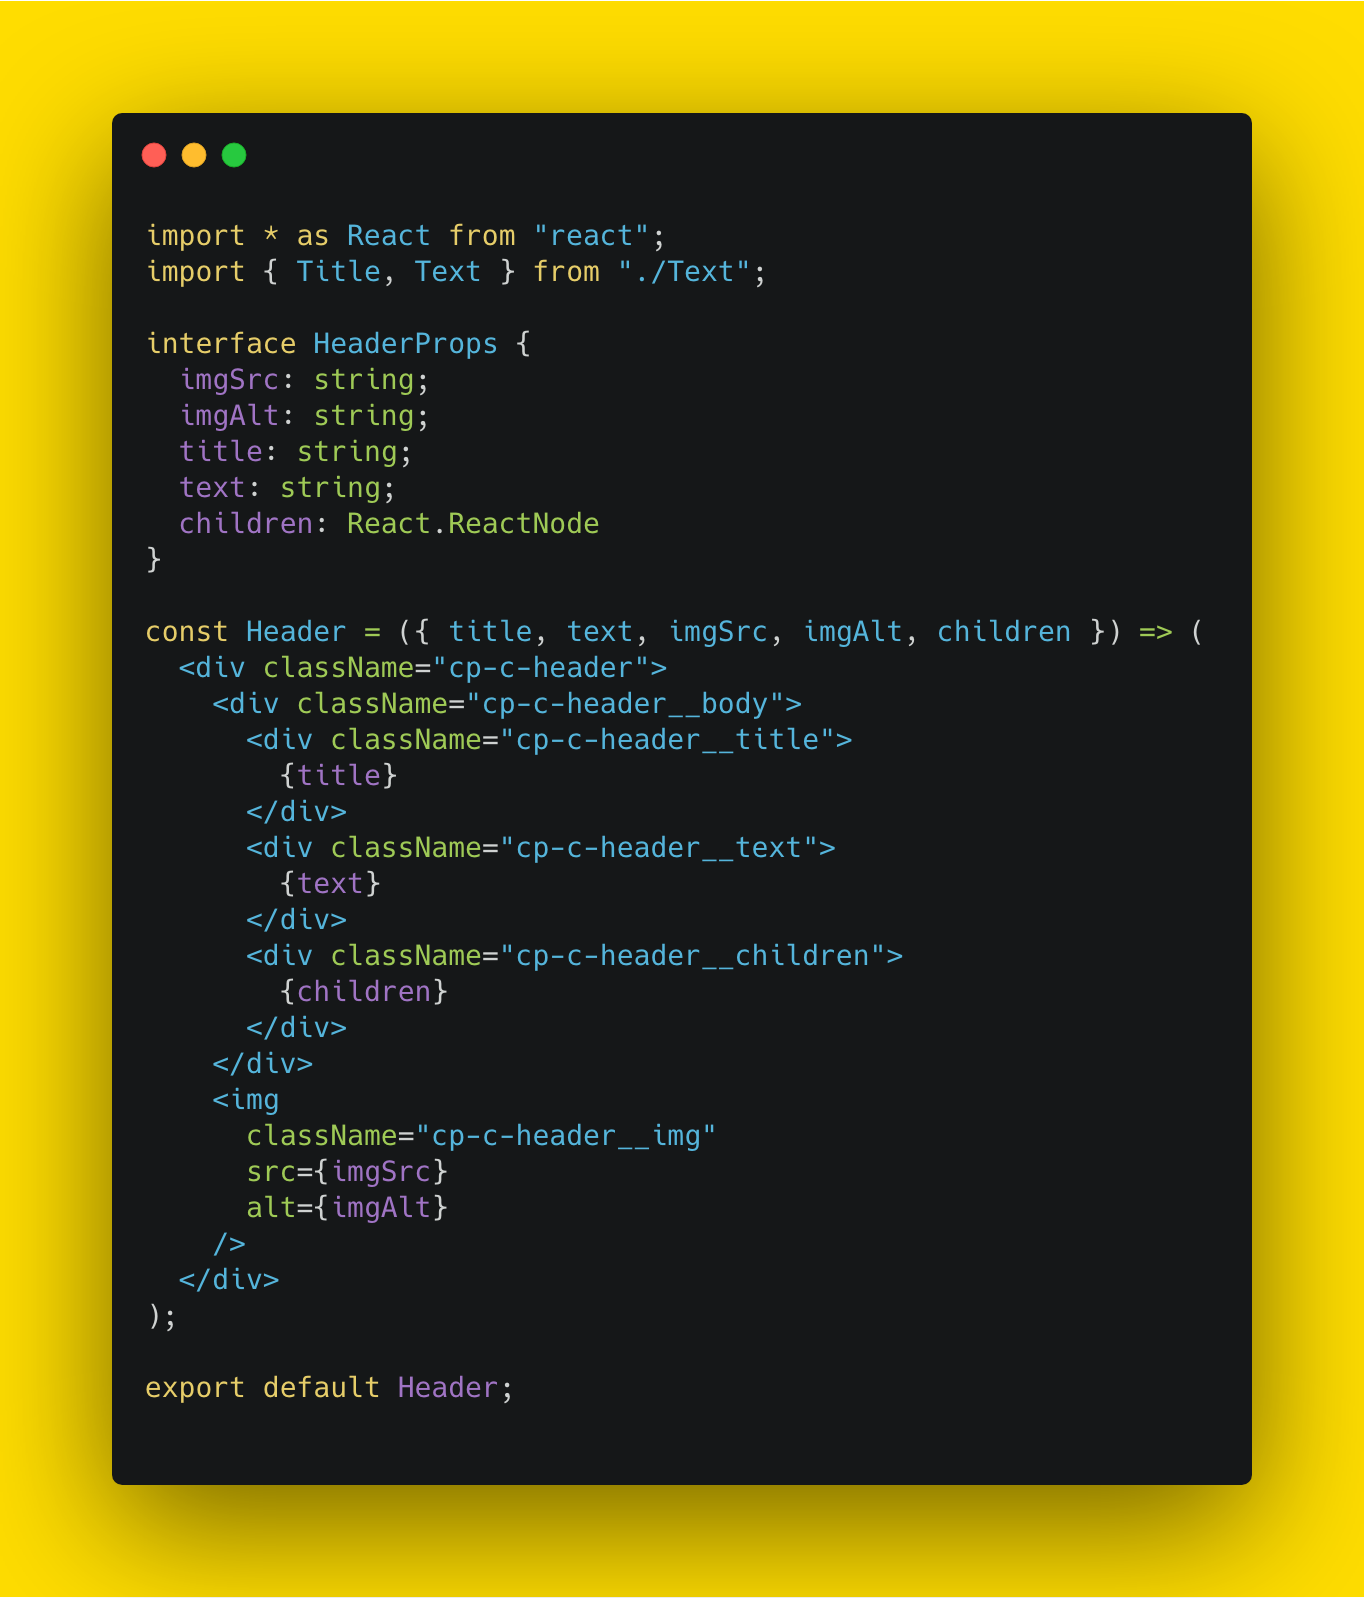 import * as React from "react";
import { Title, Text } from "./Text";

interface HeaderProps {
  imgSrc: string;
  imgAlt: string;
  title: string;
  text: string;
  children: React.ReactNode
}

const Header = ({ title, text, imgSrc, imgAlt, children }) => (
  <div className="cp-c-header">
    <div className="cp-c-header__body">
      <div className="cp-c-header__title">
        {title}
      </div>
      <div className="cp-c-header__text">
        {text}
      </div>
      <div className="cp-c-header__children">
        {children}
      </div>
    </div>
    <img
      className="cp-c-header__img"
      src={imgSrc}
      alt={imgAlt}
    />
  </div>
);

export default Header;